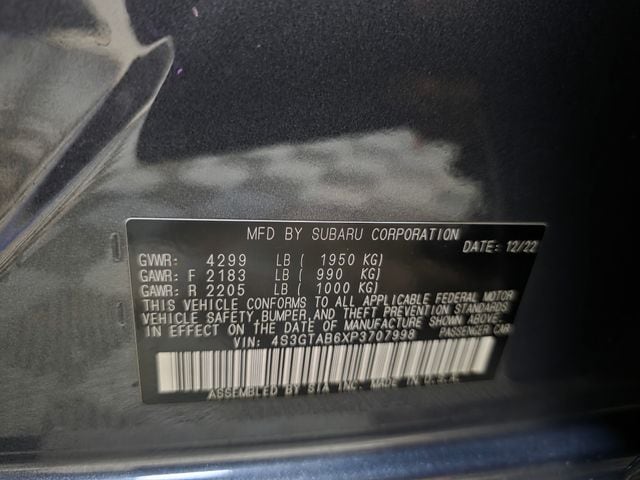 MFD BY SUBARU CORPORATION
DATE: 12/22
GVWR: 4299 LB ( 1950 KG)
GAWR: F 2183 LB ( 990 KG)
GAWR: R 2205 LB ( 1000 KG)
THIS VEHICLE CONFORMS TO ALL APPLICABLE FEDERAL MOTOR
VEHICLE SAFETY, BUMPER, AND THEFT PREVENTION STANDARDS
IN EFFECT ON THE DATE OF MANUFACTURE SHOWN ABOVE.
VIN: 4S3GTAB6XP3707998 PASSENGER CAR
ASSEMBLED BY SIA INC. MADE IN U.S.A.